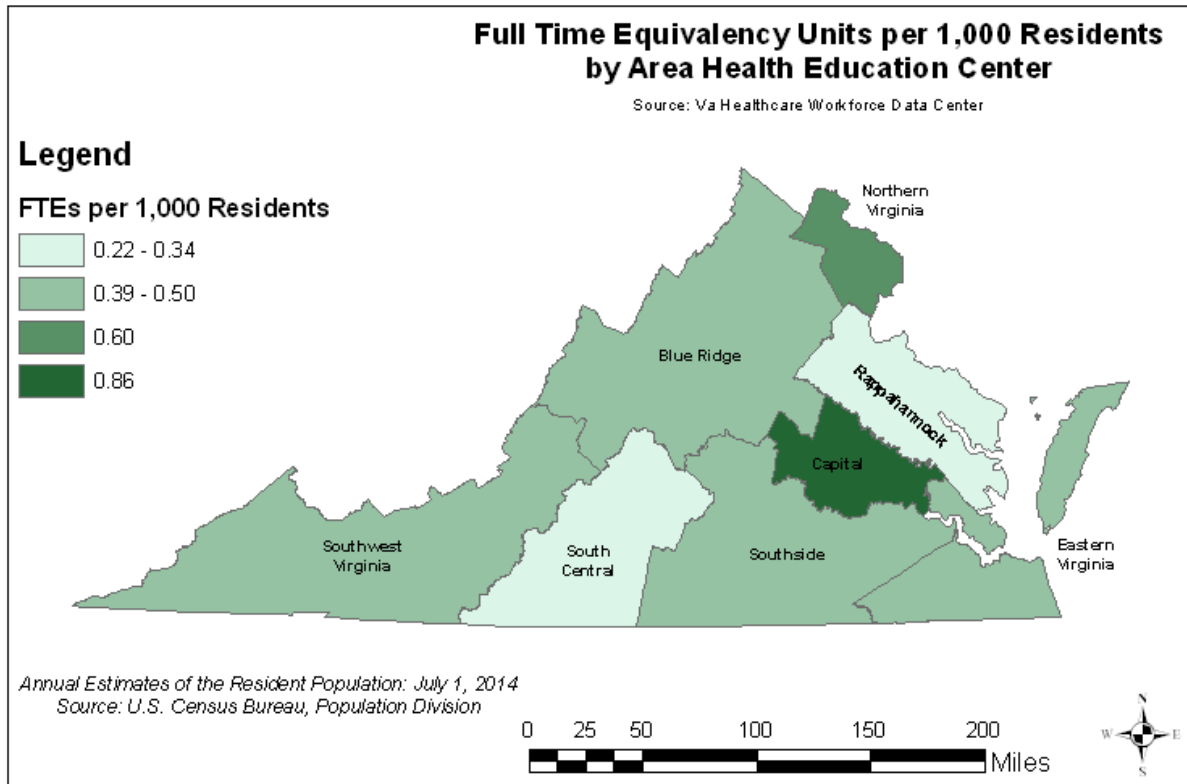 Full Time Equivalency Units per 1,000 Residents
by Area Health Education Center
Source: Va Healthcare Workforce Data Center
Legend
FTEs per 1,000 Residents
0.22 - 0.34
0.39 - 0.50
0.60
0.86
Northern
Virginia
Blue Ridge
Rappahannock
Capital
Southwest
Virginia
South
Central
Southside
Eastern
Virginia
Annual Estimates of the Resident Population: July 1, 2014
Source: U.S. Census Bureau, Population Division
0 25 50 100 150 200
Miles
N
W E
S